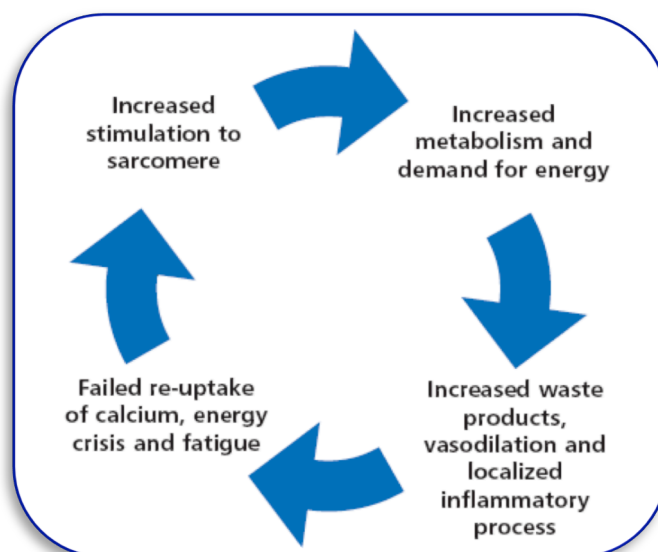 Increased
stimulation to
sarcomere
Increased
metabolism and
demand for energy
Increased waste
products,
vasodilation and
localized
inflammatory
process
Failed re-uptake
of calcium, energy
crisis and fatigue